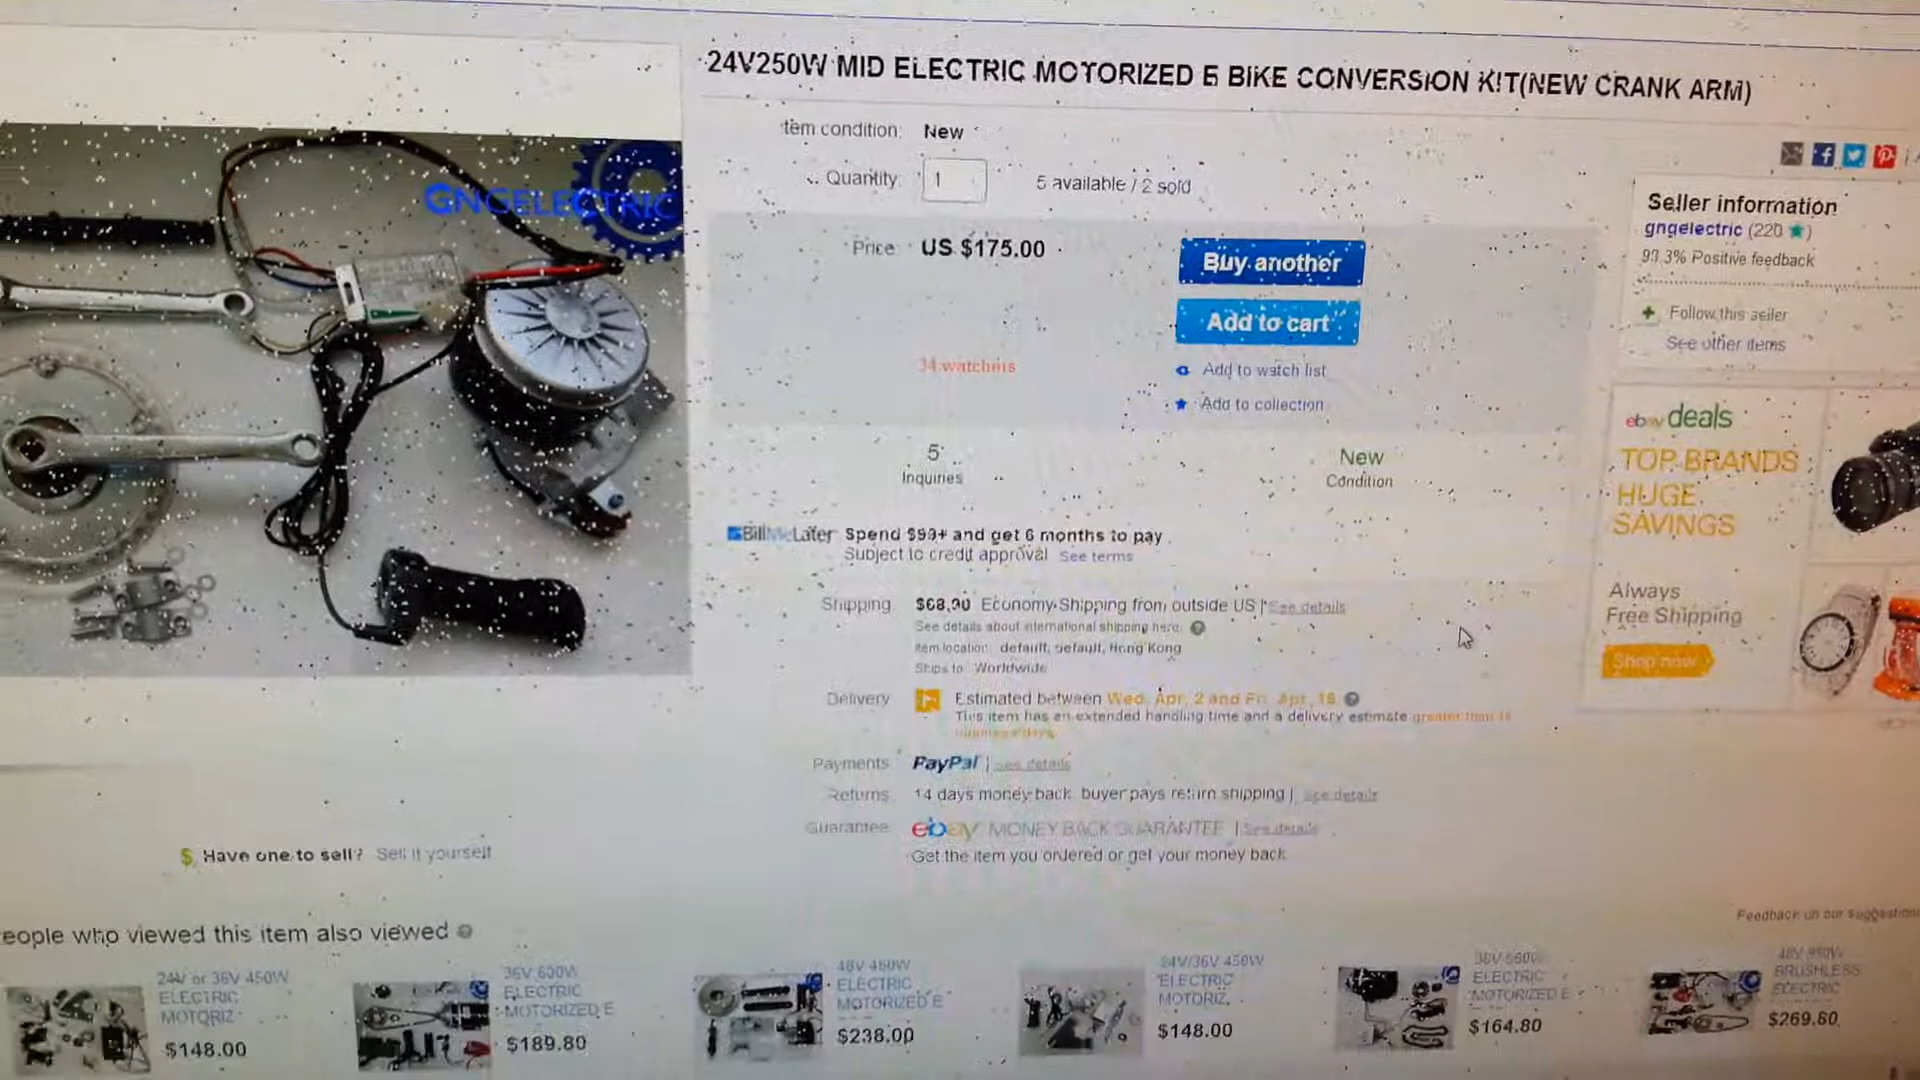 24V250W MID ELECTRIC MOTORIZED E BIKE CONVERSION KIT(NEW CRANK ARM)
Item condition: New
Quantity: 1 5 available / 2 sold
GNGELECTRIC
Price: US $175.00
Buy another
Add to cart
34 watchers
Add to watch list
Add to collection
5 Inquiries
New Condition
Seller information
gngelectric (220 ★)
Positive feedback
Follow this seller
See other items
ebay deals
TOP BRANDS
HUGE
SAVINGS
Always
Free Shipping
Shop now
BillMeLater Spend $99+ and get 6 months to pay
Subject to credit approval See terms
Shipping: Economy Shipping from outside US | See details
See details about international shipping here
Item location: default, default, Hong Kong
Ships to: Worldwide
Delivery: Estimated between Wed. Apr. 2 and Fri. Apr. 18
This item has an extended handling time and a delivery estimate greater than
business days.
Payments: PayPal | See details
Returns: 14 days money back, buyer pays return shipping | See details
Guarantee: ebay MONEY BACK GUARANTEE | See details
Get the item you ordered or get your money back
$ Have one to sell? Sell it yourself
eople who viewed this item also viewed
Feedback on our suggestions
24V or 36V 450W
ELECTRIC
MOTORIZ
$148.00
36V 600W
ELECTRIC
MOTORIZED E
$189.80
48V 450W
ELECTRIC
MOTORIZED E
$238.00
24V/36V 450W
ELECTRIC
MOTORIZ.
$148.00
ELECTRIC
MOTORIZED E
$164.80
BRUSHLESS
ELECTRIC
$269.60